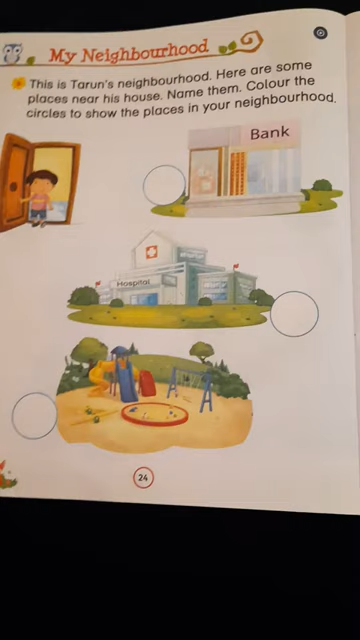 My Neighbourhood
This is Tarun's neighbourhood. Here are some
places near his house. Name them. Colour the
circles to show the places in your neighbourhood.
Bank
Hospital
24